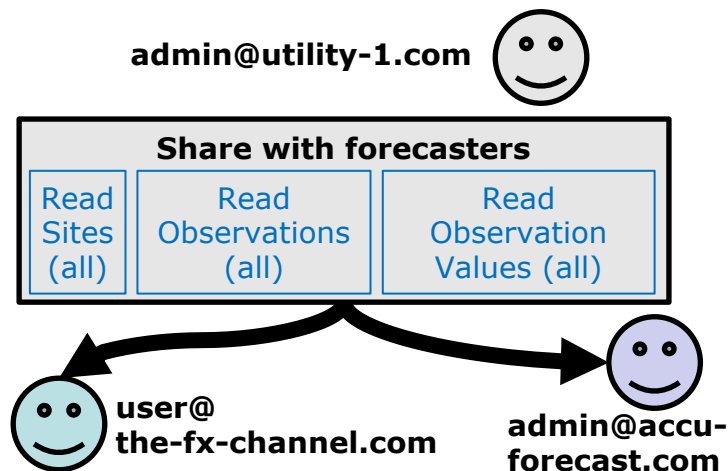 admin@utility-1.com
Share with forecasters
Read
Sites
(all)
Read
Observations
(all)
Read
Observation
Values (all)
user@
the-fx-channel.com
admin@accu-
forecast.com